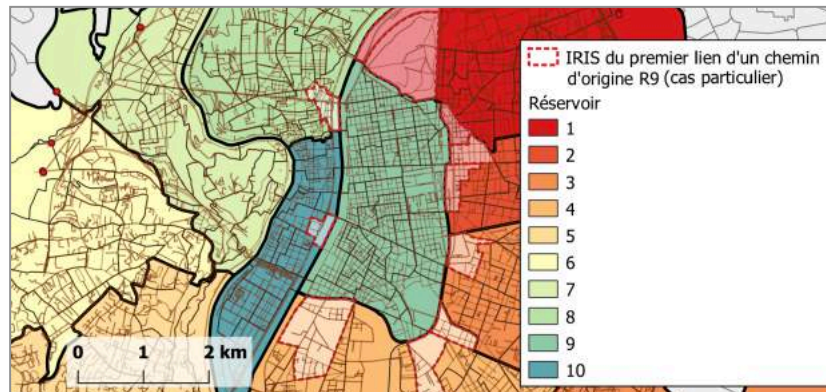 IRIS du premier lien d'un chemin
d'origine R9 (cas particulier)
Réservoir
1
2
3
4
5
6
7
8
9
10
0 1 2 km